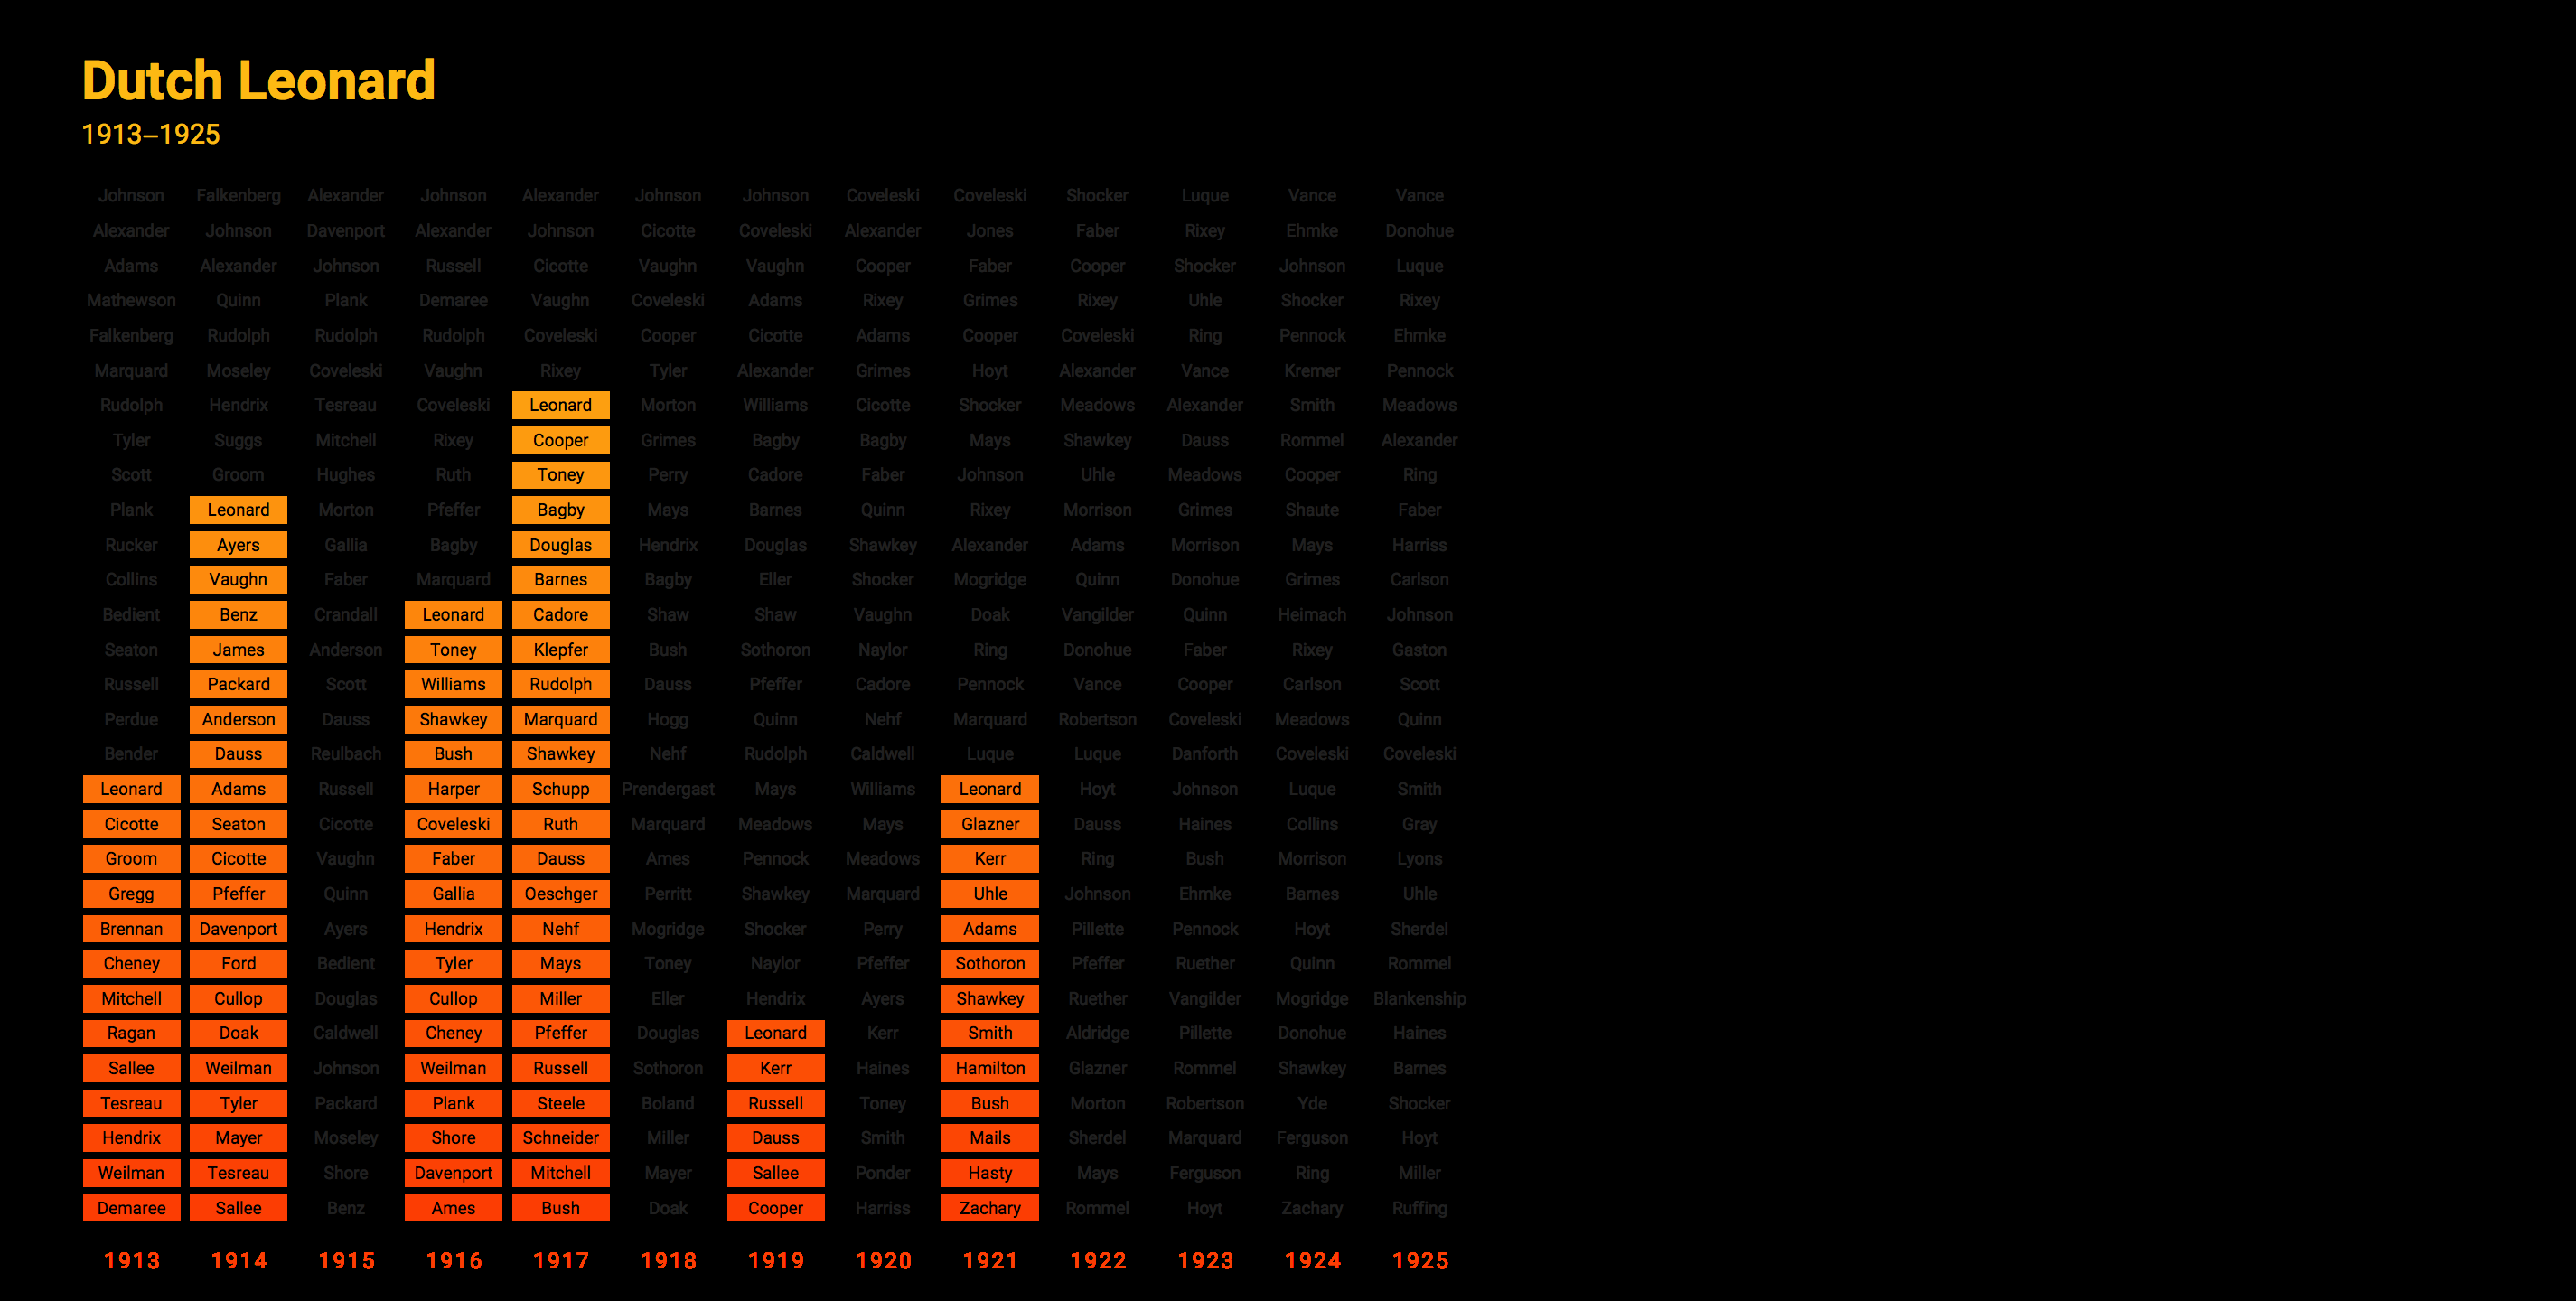 Dutch Leonard
1913–1925
Johnson Falkenberg Alexander Johnson Alexander Johnson Johnson Coveleski Coveleski Shocker Luque Vance Vance
Alexander Johnson Davenport Alexander Johnson Cicotte Coveleski Alexander Jones Faber Rixey Ehmke Donohue
Adams Alexander Johnson Russell Cicotte Vaughn Vaughn Cooper Faber Cooper Shocker Johnson Luque
Mathewson Quinn Plank Demaree Vaughn Coveleski Adams Rixey Grimes Rixey Uhle Shocker Rixey
Falkenberg Rudolph Rudolph Rudolph Coveleski Cooper Cicotte Adams Cooper Coveleski Ring Pennock Ehmke
Marquard Moseley Coveleski Vaughn Rixey Tyler Alexander Grimes Hoyt Alexander Vance Kremer Pennock
Rudolph Hendrix Tesreau Coveleski Leonard Morton Williams Cicotte Shocker Meadows Alexander Smith Meadows
Tyler Suggs Mitchell Rixey Cooper Grimes Bagby Bagby Mays Shawkey Dauss Rommel Alexander
Scott Groom Hughes Ruth Toney Perry Cadore Faber Johnson Uhle Meadows Cooper Ring
Plank Leonard Morton Pfeffer Bagby Mays Barnes Quinn Rixey Morrison Grimes Shaute Faber
Rucker Ayers Gallia Bagby Douglas Hendrix Douglas Shawkey Alexander Adams Morrison Mays Harriss
Collins Vaughn Faber Marquard Barnes Bagby Eller Shocker Mogridge Quinn Donohue Grimes Carlson
Bedient Benz Crandall Leonard Cadore Shaw Shaw Vaughn Doak Vangilder Quinn Heimach Johnson
Seaton James Anderson Toney Klepfer Bush Sothoron Naylor Ring Donohue Faber Rixey Gaston
Russell Packard Scott Williams Rudolph Dauss Pfeffer Cadore Pennock Vance Cooper Carlson Scott
Perdue Anderson Dauss Shawkey Marquard Hogg Quinn Nehf Marquard Robertson Coveleski Meadows Quinn
Bender Dauss Reulbach Bush Shawkey Nehf Rudolph Caldwell Luque Luque Danforth Coveleski Coveleski
Leonard Adams Russell Harper Schupp Prendergast Mays Williams Leonard Hoyt Johnson Luque Smith
Cicotte Seaton Cicotte Coveleski Ruth Marquard Meadows Mays Glazner Dauss Haines Collins Gray
Groom Cicotte Vaughn Faber Dauss Ames Pennock Meadows Kerr Ring Bush Morrison Lyons
Gregg Pfeffer Quinn Gallia Oeschger Perritt Shawkey Marquard Uhle Johnson Ehmke Barnes Uhle
Brennan Davenport Ayers Hendrix Nehf Mogridge Shocker Perry Adams Pillette Pennock Hoyt Sherdel
Cheney Ford Bedient Tyler Mays Toney Naylor Pfeffer Sothoron Pfeffer Ruether Quinn Rommel
Mitchell Cullop Douglas Cullop Miller Eller Hendrix Ayers Shawkey Ruether Vangilder Mogridge Blankenship
Ragan Doak Caldwell Cheney Pfeffer Douglas Leonard Kerr Smith Aldridge Pillette Donohue Haines
Sallee Weilman Johnson Weilman Russell Sothoron Kerr Haines Hamilton Glazner Rommel Shawkey Barnes
Tesreau Tyler Packard Plank Steele Boland Russell Toney Bush Morton Robertson Yde Shocker
Hendrix Mayer Moseley Shore Schneider Miller Dauss Smith Mails Sherdel Marquard Ferguson Hoyt
Weilman Tesreau Shore Davenport Mitchell Mayer Sallee Ponder Hasty Mays Ferguson Ring Miller
Demaree Sallee Benz Ames Bush Doak Cooper Harriss Zachary Rommel Hoyt Zachary Ruffing
1913 1914 1915 1916 1917 1918 1919 1920 1921 1922 1923 1924 1925